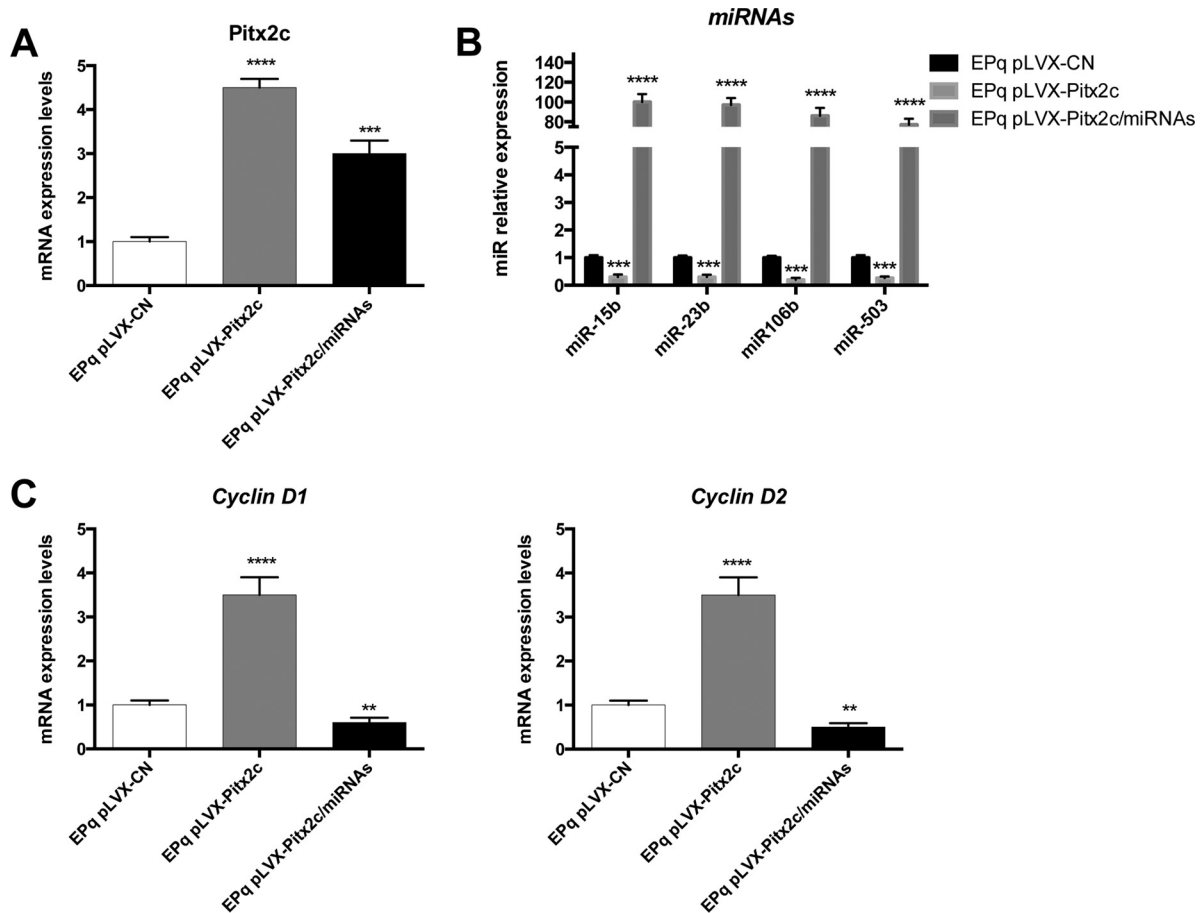 A
Pitx2c
mRNA expression levels
5
4
3
2
1
0
****
***
EPq pLVX-CN
EPq pLVX-Pitx2c
EPq pLVX-Pitx2c/miRNAs
B
miRNAs
miR relative expression
140
120
100
80
5
4
3
2
1
0
****
****
****
****
***
***
***
***
miR-15b
miR-23b
miR106b
miR-503
EPq pLVX-CN
EPq pLVX-Pitx2c
EPq pLVX-Pitx2c/miRNAs
C
Cyclin D1
mRNA expression levels
5
4
3
2
1
0
****
**
EPq pLVX-CN
EPq pLVX-Pitx2c
EPq pLVX-Pitx2c/miRNAs
Cyclin D2
mRNA expression levels
5
4
3
2
1
0
****
**
EPq pLVX-CN
EPq pLVX-Pitx2c
EPq pLVX-Pitx2c/miRNAs